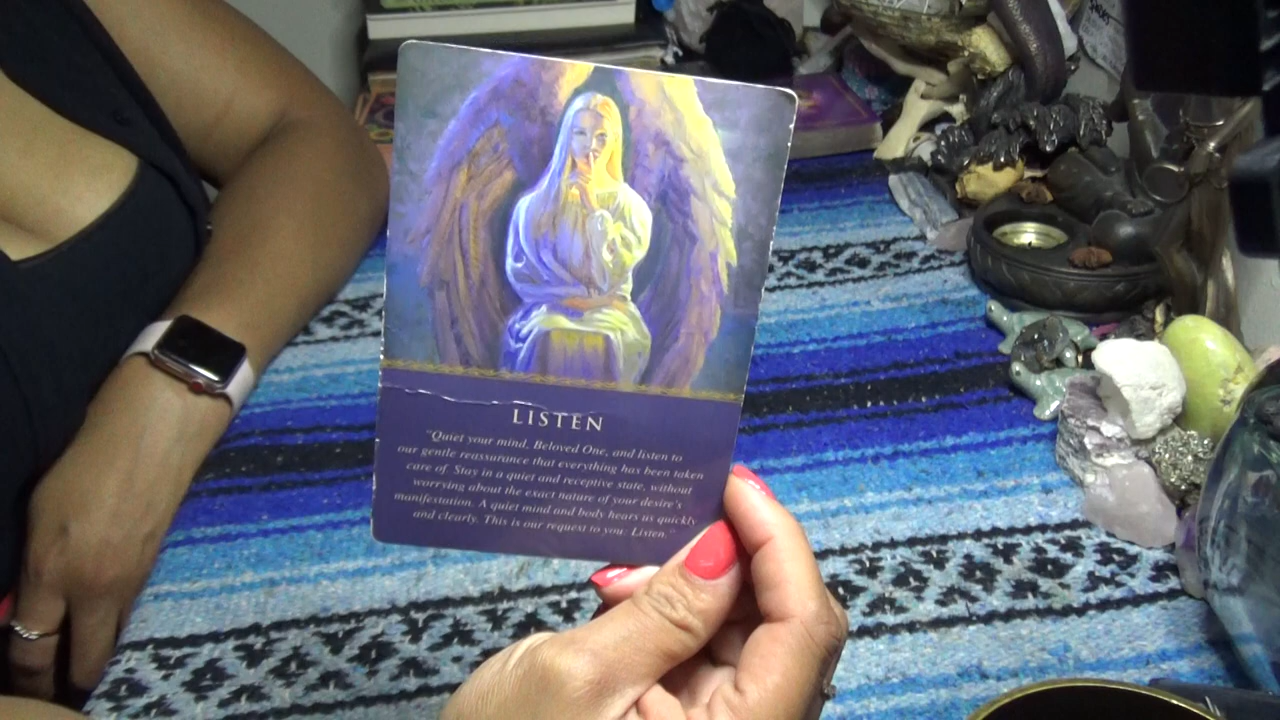 LISTEN
"Quiet your mind, Beloved One, and listen to
our gentle reassurance that everything has been taken
care of. Stay in a quiet and receptive state, without
worrying about the exact nature of your desire's
manifestation. A quiet mind and body hears us quickly
and clearly. This is our request to you: Listen."